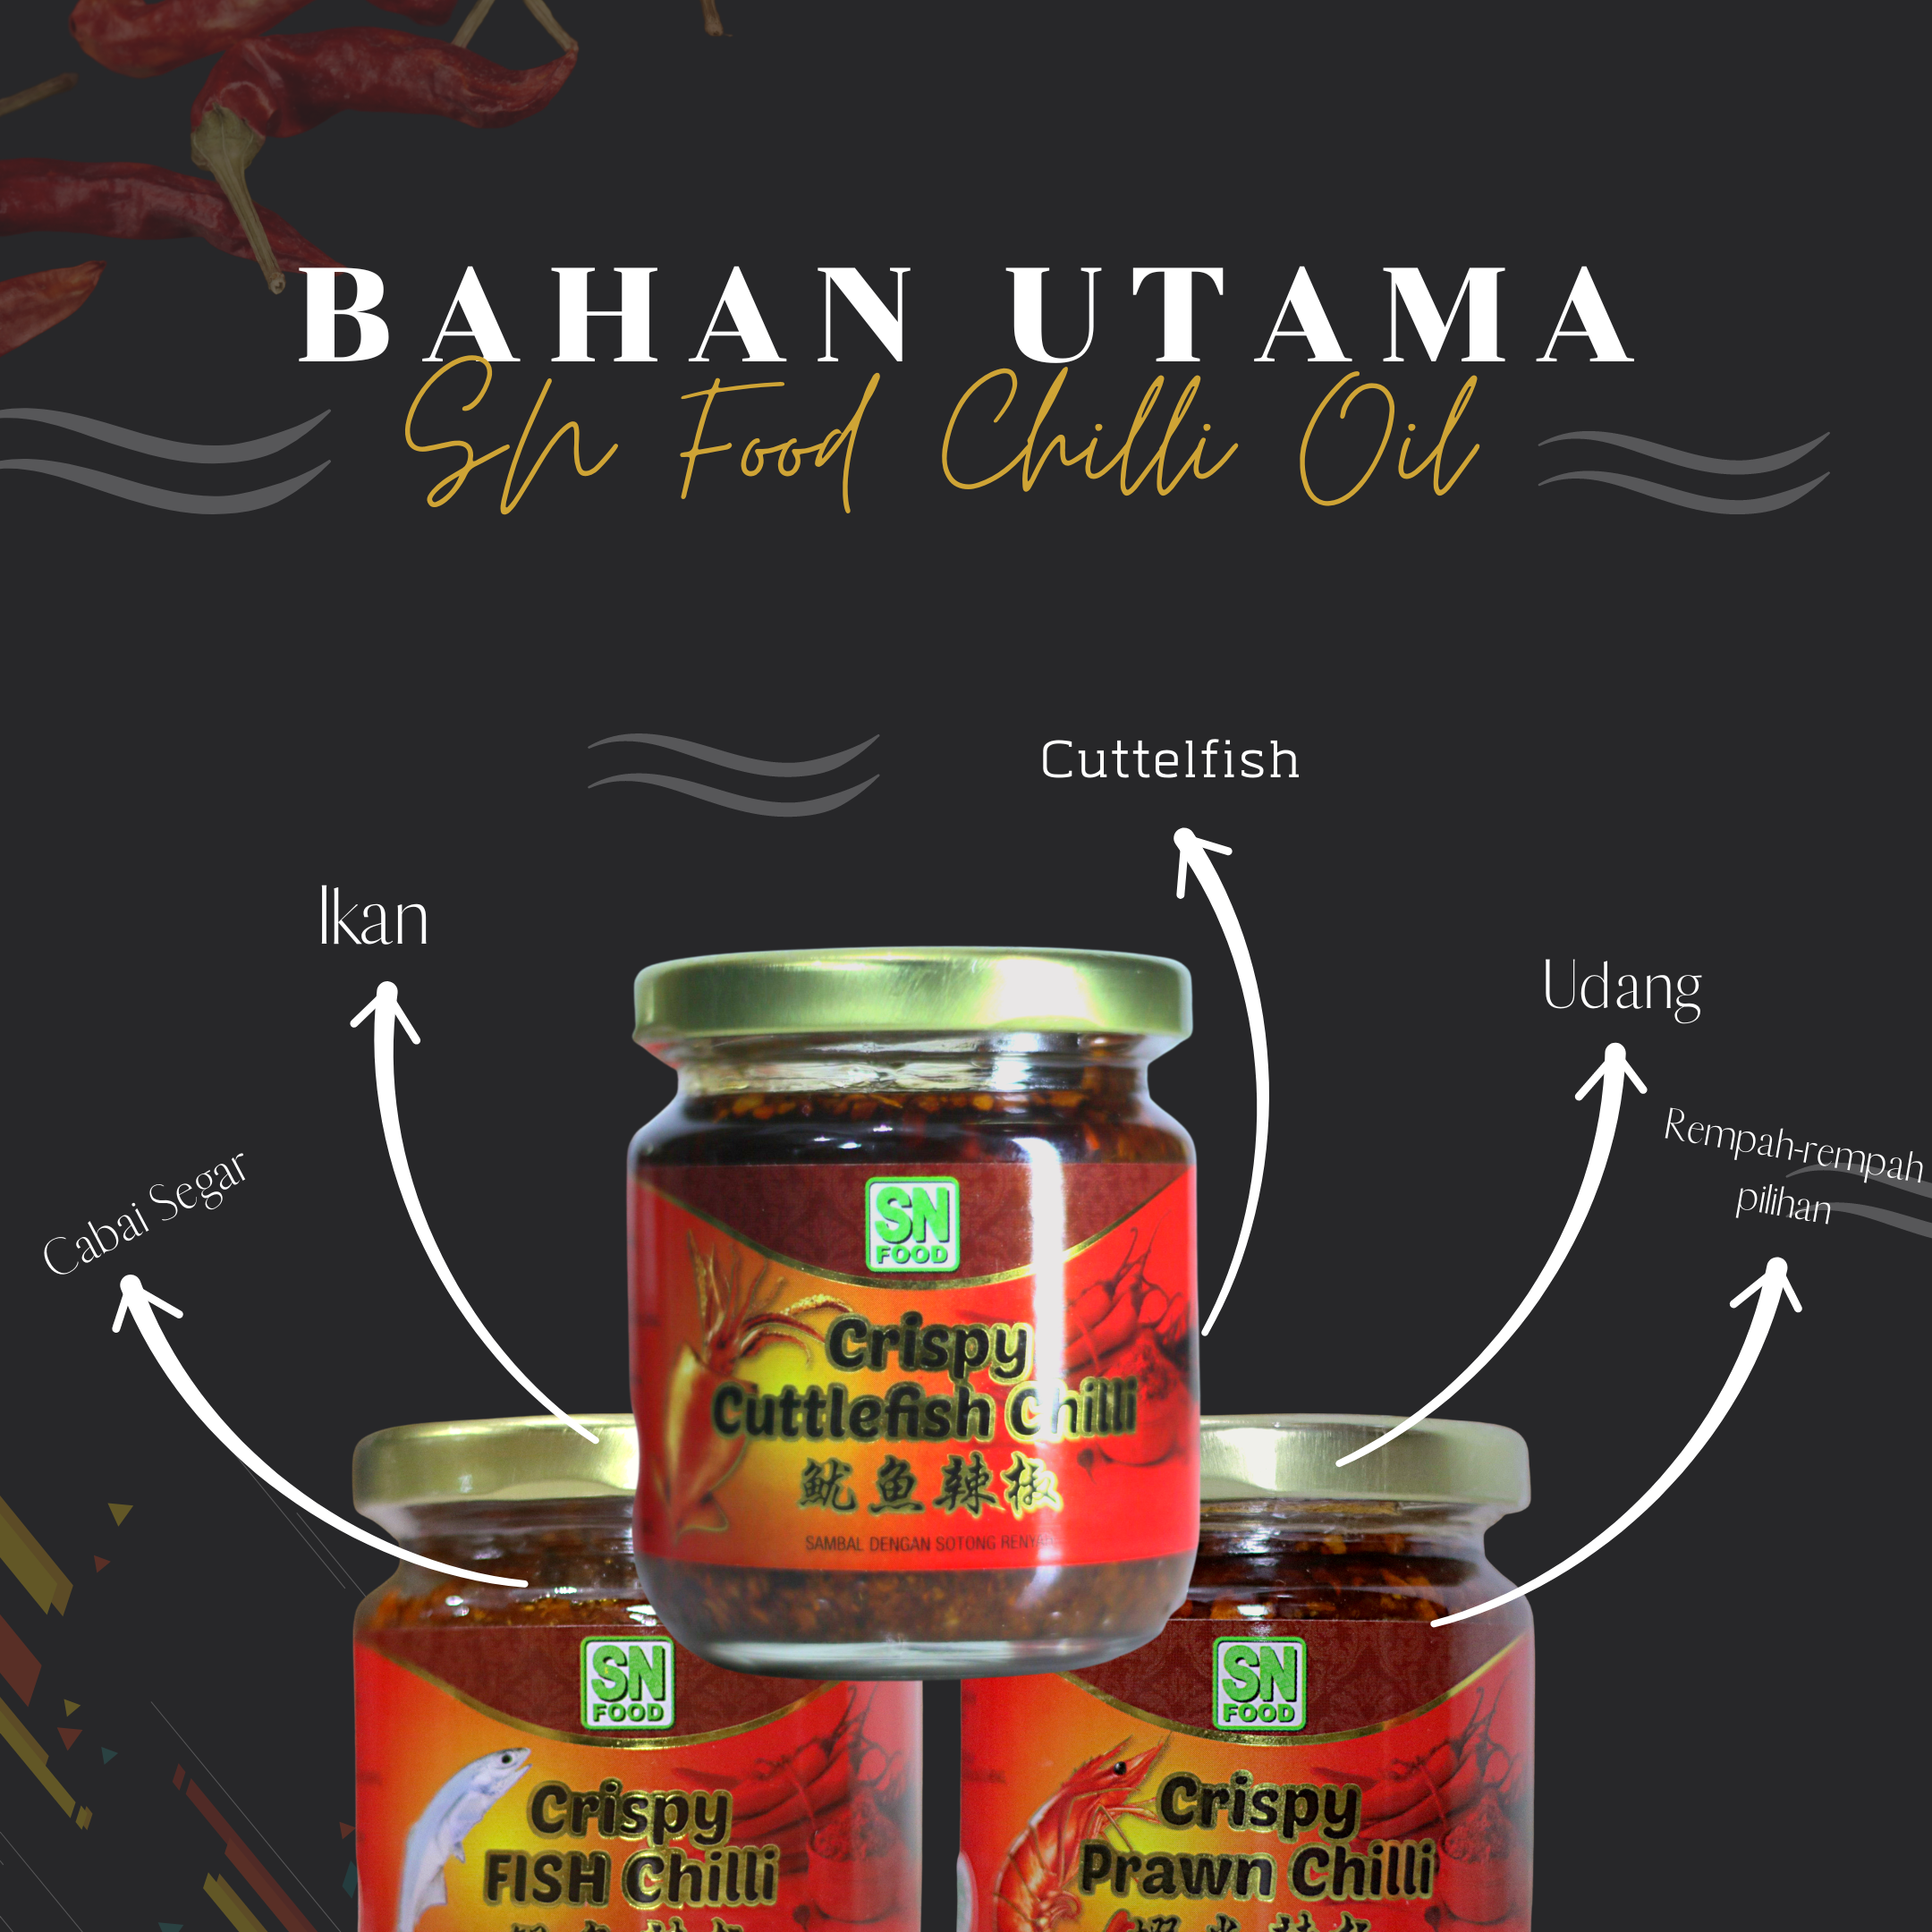 BAHAN UTAMA
Sn Food Chilli Oil
Cuttelfish
Ikan
Udang
Rempah-rempah
pilihan
Cabai Segar
SN
FOOD
Crispy
Cuttlefish Chilli
魷魚辣椒
SAMBAL DENGAN SOTONG
SN
FOOD
Crispy
FISH Chilli
SN
FOOD
Crispy
Prawn Chilli